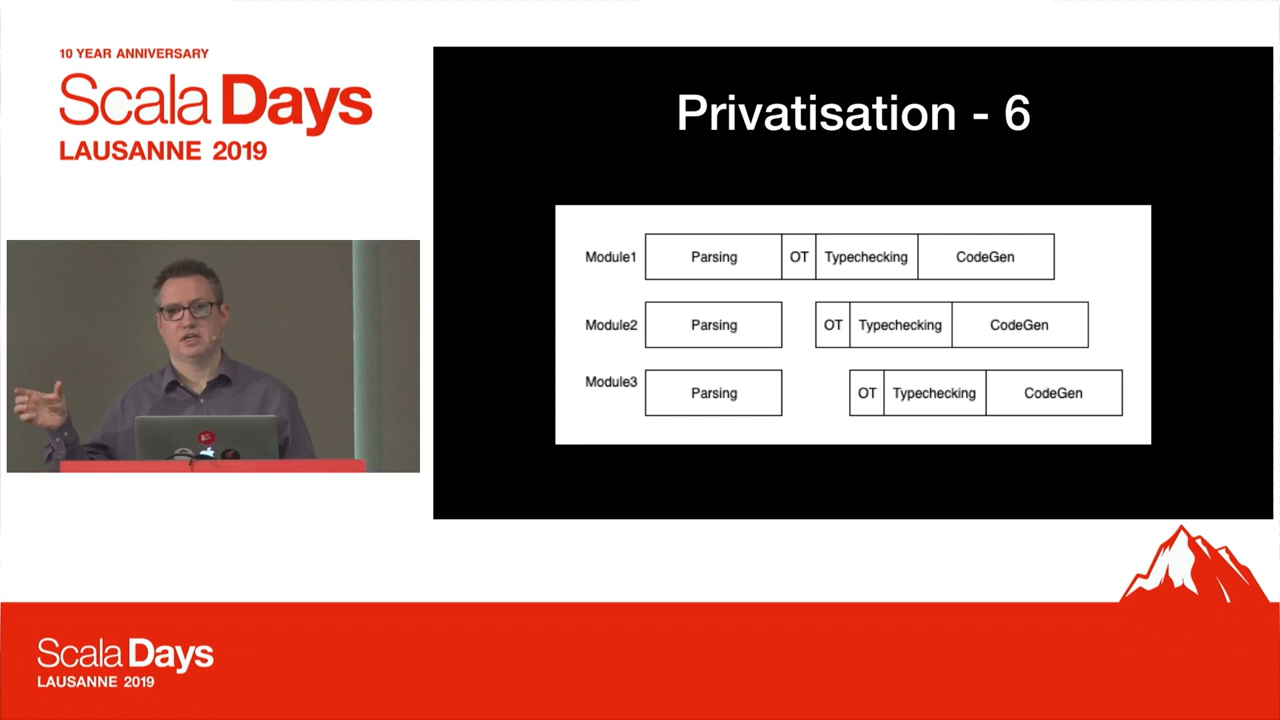 10 YEAR ANNIVERSARY
Scala Days
LAUSANNE 2019
Privatisation - 6
Module1 Parsing OT Typechecking CodeGen
Module2 Parsing OT Typechecking CodeGen
Module3 Parsing OT Typechecking CodeGen
Scala Days
LAUSANNE 2019